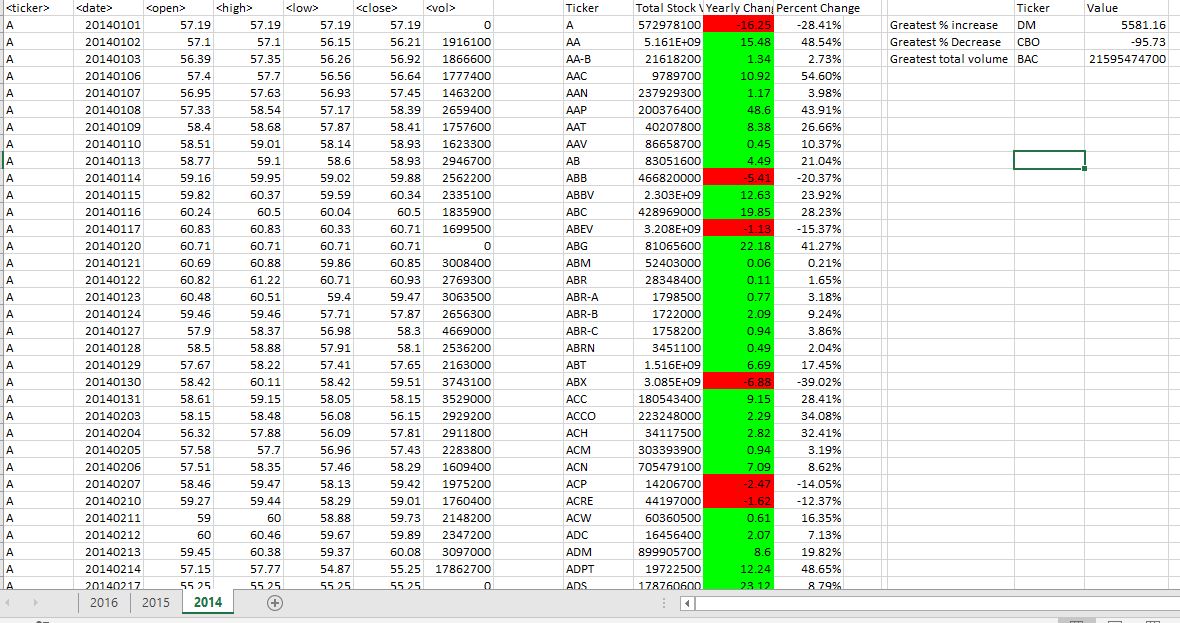 <ticker> <date> <open> <high> <low> <close> <vol> Ticker Total Stock Yearly Chang Percent Change Ticker Value
A 20140101 57.19 57.19 57.19 57.19 0 A 572978100 -16.25 -28.41% Greatest % increase DM 5581.16
A 20140102 57.1 57.1 56.15 56.21 1916100 AA 5.161E+09 15.48 48.54% Greatest % Decrease CBO -95.73
A 20140103 56.39 57.35 56.26 56.92 1866600 AA-B 21618200 1.34 2.73% Greatest total volume BAC 21595474700
A 20140106 57.4 57.7 56.56 56.64 1777400 AAC 9789700 10.92 54.60%
A 20140107 56.95 57.63 56.93 57.45 1463200 AAN 237929300 1.17 3.98%
A 20140108 57.33 58.54 57.17 58.39 2659400 AAP 200376400 48.6 43.91%
A 20140109 58.4 58.68 57.87 58.41 1757600 AAT 40207800 8.38 26.66%
A 20140110 58.51 59.01 58.14 58.93 1623300 AAV 86658700 0.45 10.37%
A 20140113 58.77 59.1 58.6 58.93 2946700 AB 83051600 4.49 21.04%
A 20140114 59.16 59.95 59.02 59.88 2562200 ABB 466820000 -5.41 -20.37%
A 20140115 59.82 60.37 59.59 60.34 2335100 ABBV 2.303E+09 12.63 23.92%
A 20140116 60.24 60.5 60.04 60.5 1835900 ABC 428969000 19.85 28.23%
A 20140117 60.83 60.83 60.33 60.71 1699500 ABEV 3.208E+09 -1.13 -15.37%
A 20140120 60.71 60.71 60.71 60.71 0 ABG 81065600 22.18 41.27%
A 20140121 60.69 60.88 59.86 60.85 3008400 ABM 52403000 0.06 0.21%
A 20140122 60.82 61.22 60.71 60.93 2769300 ABR 28348400 0.11 1.65%
A 20140123 60.48 60.51 59.4 59.47 3063500 ABR-A 1798500 0.77 3.18%
A 20140124 59.46 59.46 57.71 57.87 2656300 ABR-B 1722000 2.09 9.24%
A 20140127 57.9 58.37 56.98 58.3 4669000 ABR-C 1758200 0.94 3.86%
A 20140128 58.5 58.88 57.91 58.1 2536200 ABRN 3451100 0.49 2.04%
A 20140129 57.67 58.22 57.41 57.65 2163000 ABT 1.516E+09 6.69 17.45%
A 20140130 58.42 60.11 58.42 59.51 3743100 ABX 3.085E+09 -6.88 -39.02%
A 20140131 58.61 59.15 58.05 58.15 3529000 ACC 180543400 9.15 28.41%
A 20140203 58.15 58.48 56.08 56.15 2929200 ACCO 223248000 2.29 34.08%
A 20140204 56.32 57.88 56.09 57.81 2911800 ACH 34117500 2.82 32.41%
A 20140205 57.58 57.7 56.96 57.43 2283800 ACM 303393900 0.94 3.19%
A 20140206 57.51 58.35 57.46 58.29 1609400 ACN 705479100 7.09 8.62%
A 20140207 58.46 59.47 58.13 59.42 1975200 ACP 14206700 -2.47 -14.05%
A 20140210 59.27 59.44 58.29 59.01 1760400 ACRE 44197000 -1.62 -12.37%
A 20140211 59 60 58.88 59.73 2148200 ACW 60360500 0.61 16.35%
A 20140212 60 60.46 59.67 59.89 2347200 ADC 16456400 2.07 7.13%
A 20140213 59.45 60.38 59.37 60.08 3097000 ADM 899905700 8.6 19.82%
A 20140214 57.15 57.77 54.87 55.25 17862700 ADPT 19722500 12.24 48.65%
A 20140217 55.25 55.25 55.25 55.25 0 ADS 178760600 23.12 8.79%
2016 2015 2014